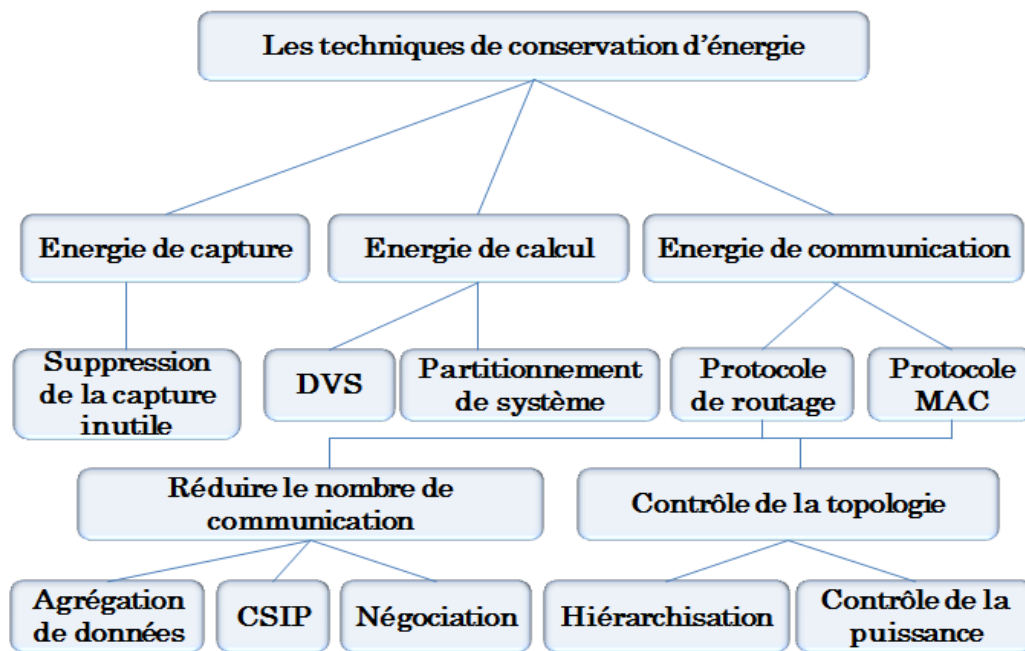 Les techniques de conservation d'énergie
Energie de capture
Energie de calcul
Energie de communication
Suppression
de la capture
inutile
DVS
Partitionnement
de système
Protocole
de routage
Protocole
MAC
Réduire le nombre de
communication
Contrôle de la topologie
Agrégation
de données
CSIP
Négociation
Hiérarchisation
Contrôle de la
puissance